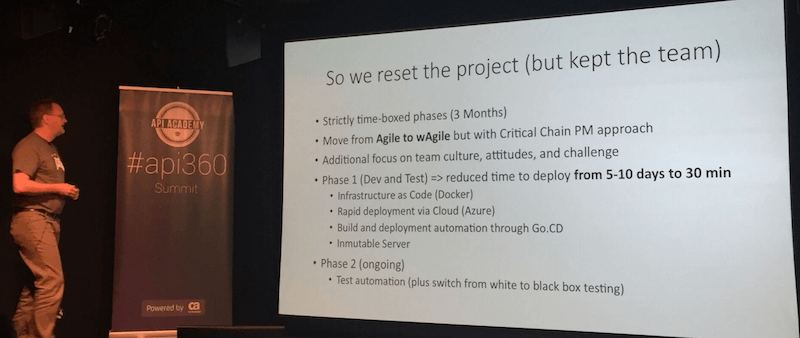 So we reset the project (but kept the team)
• Strictly time-boxed phases (3 Months)
• Move from Agile to wAgile but with Critical Chain PM approach
• Additional focus on team culture, attitudes, and challenge
• Phase 1 (Dev and Test) => reduced time to deploy from 5-10 days to 30 min
• Infrastructure as Code (Docker)
• Rapid deployment via Cloud (Azure)
• Build and deployment automation through Go.CD
• Inmutable Server
• Phase 2 (ongoing)
• Test automation (plus switch from white to black box testing)
API ACADEMY
#api360
Summit
Powered by ca